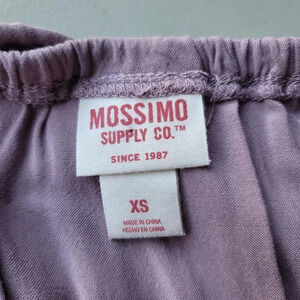 MOSSIMO
SUPPLY CO.™
SINCE 1987
XS
MADE IN CHINA
HECHO EN CHINA